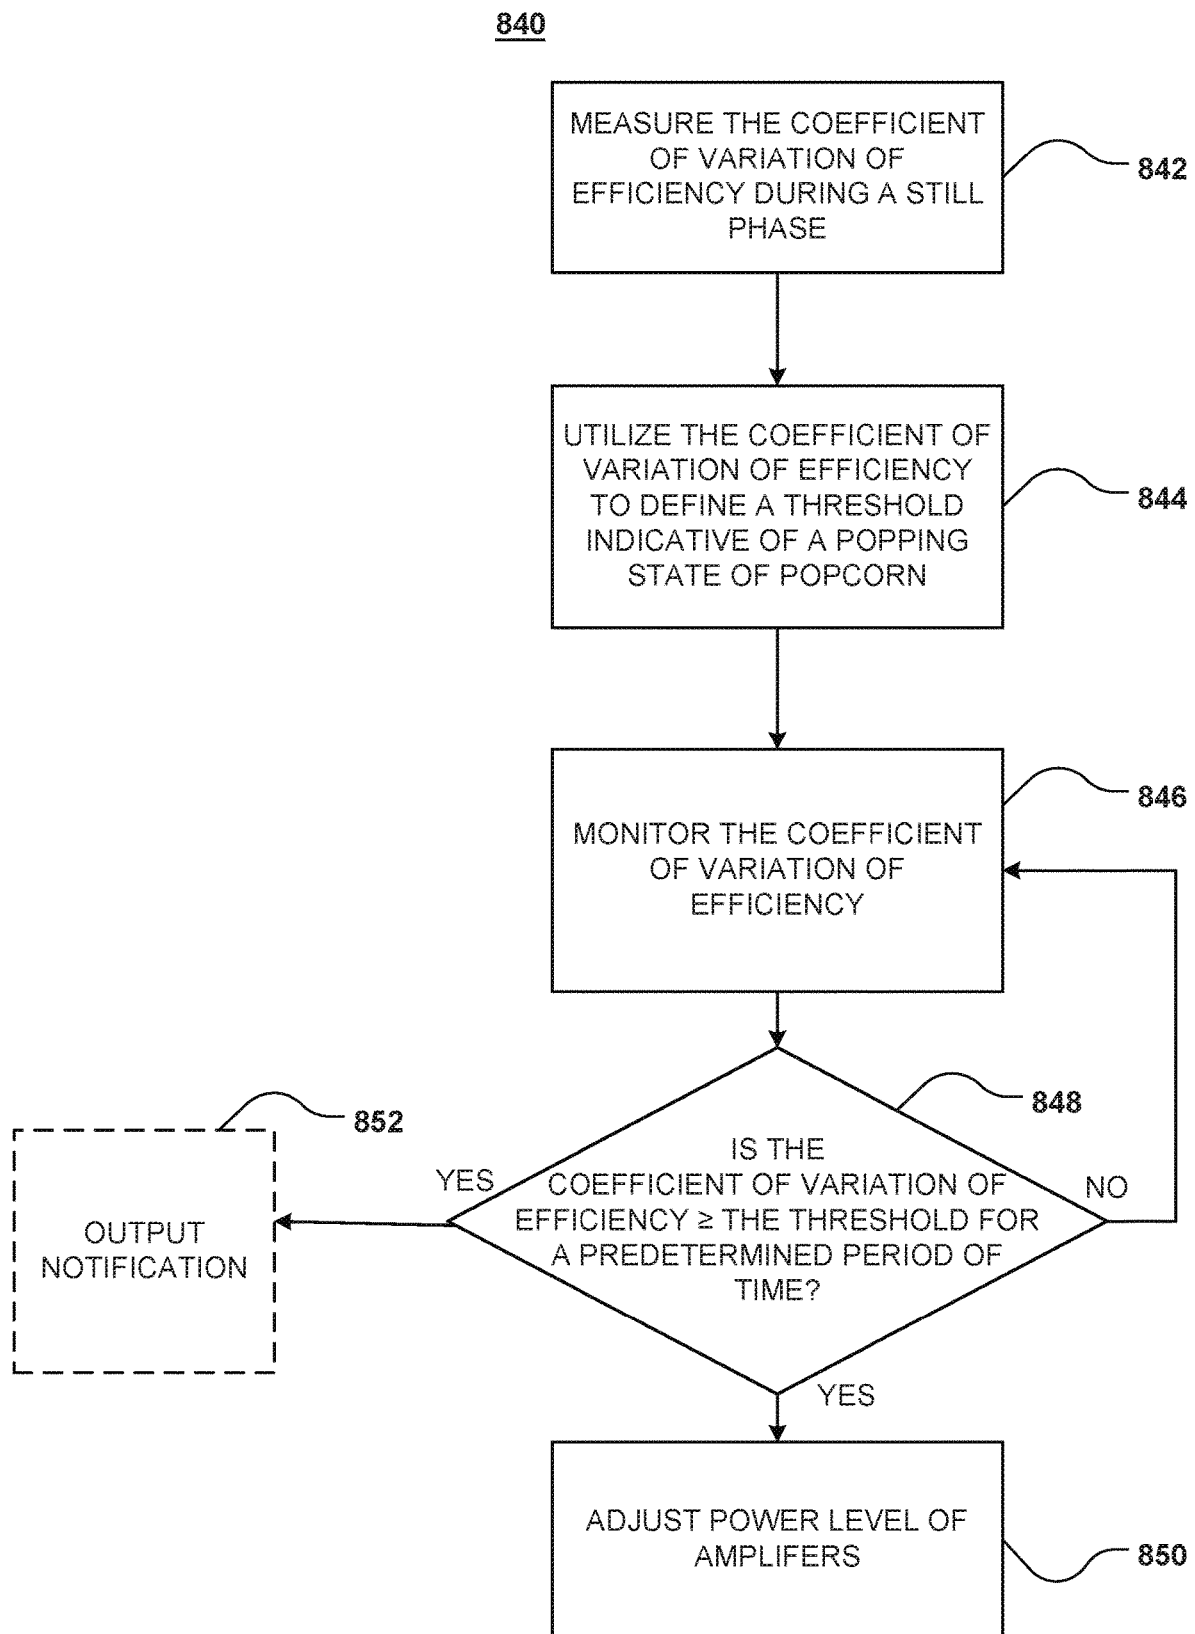 840
MEASURE THE COEFFICIENT
OF VARIATION OF
EFFICIENCY DURING A STILL
PHASE
842
UTILIZE THE COEFFICIENT OF
VARIATION OF EFFICIENCY
TO DEFINE A THRESHOLD
INDICATIVE OF A POPPING
STATE OF POPCORN
844
MONITOR THE COEFFICIENT
OF VARIATION OF
EFFICIENCY
846
IS THE
COEFFICIENT OF VARIATION OF
EFFICIENCY ≥ THE THRESHOLD FOR
A PREDETERMINED PERIOD OF
TIME?
848
YES
NO
852
OUTPUT
NOTIFICATION
YES
ADJUST POWER LEVEL OF
AMPLIFERS
850